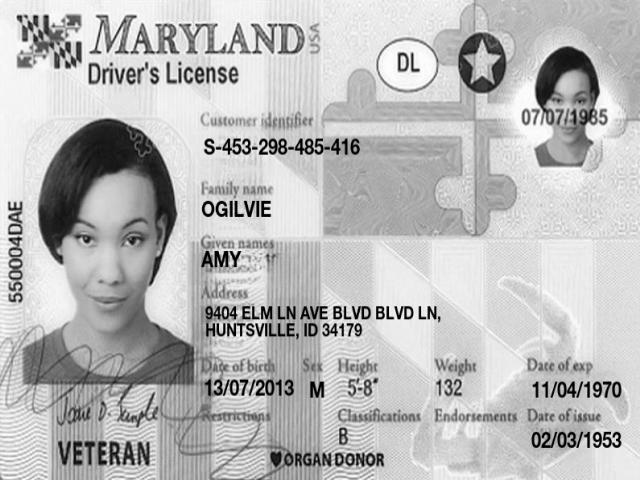 MARYLAND USA
Driver's License
DL
07/07/1985
Customer identifier
S-453-298-485-416
Family name
OGILVIE
Given names
AMY
Address
9404 ELM LN AVE BLVD BLVD LN,
HUNTSVILLE, ID 34179
Date of birth Sex Height Weight Date of exp
13/07/2013 M 5'-8" 132 11/04/1970
Restrictions Classifications Endorsements Date of issue
B 02/03/1953
ORGAN DONOR
550004DAE
VETERAN